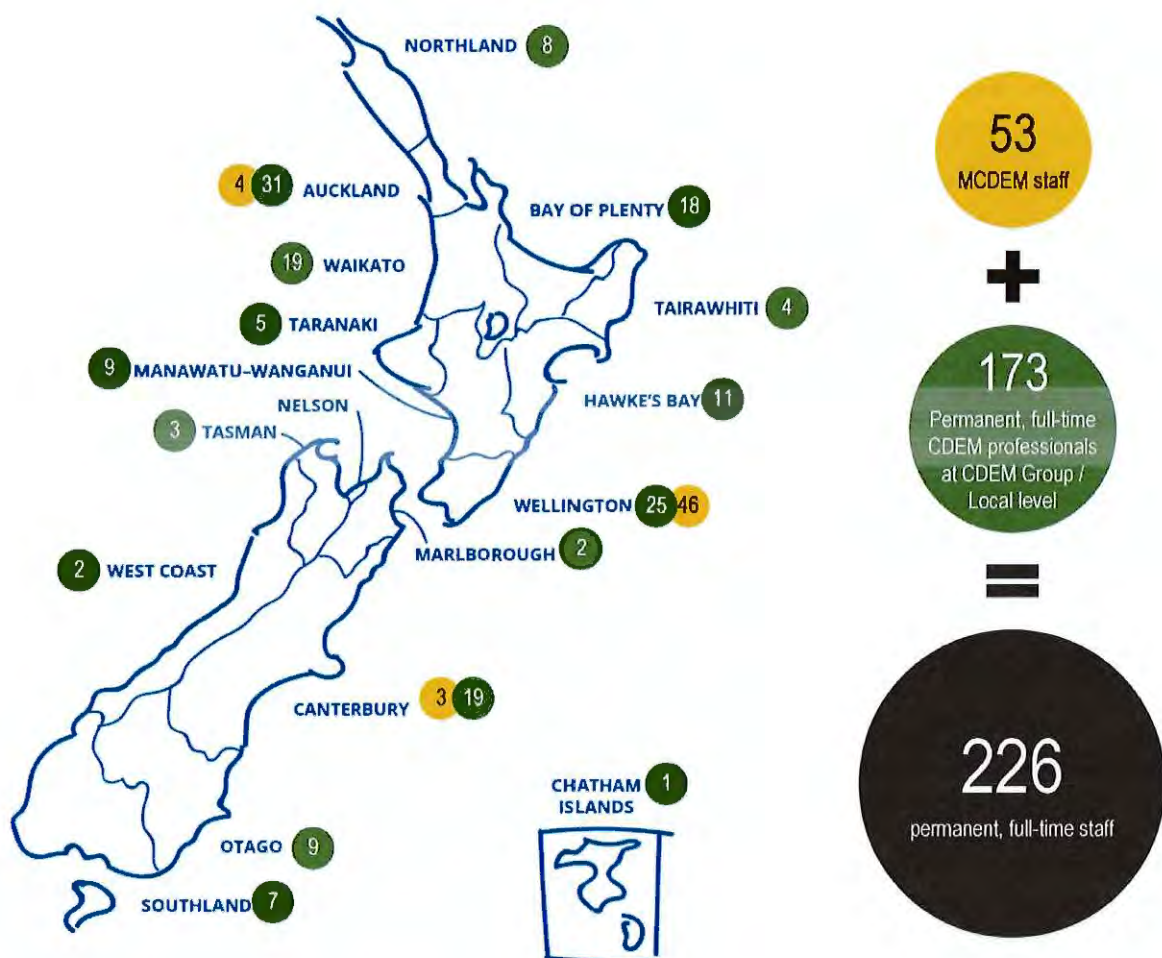 NORTHLAND 8
4 31 AUCKLAND
BAY OF PLENTY 18
19 WAIKATO
TAIRAWHITI 4
5 TARANAKI
9 MANAWATU–WANGANUI
HAWKE'S BAY 11
NELSON
3 TASMAN
WELLINGTON 25 46
MARLBOROUGH 2
2 WEST COAST
CANTERBURY 3 19
CHATHAM 1
ISLANDS
OTAGO 9
SOUTHLAND 7
53
MCDEM staff
+
173
Permanent, full-time
CDEM professionals
at CDEM Group /
Local level
=
226
permanent, full-time staff